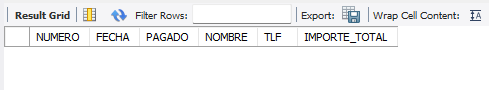 Result Grid Filter Rows: Export: Wrap Cell Content:
NUMERO FECHA PAGADO NOMBRE TLF IMPORTE_TOTAL